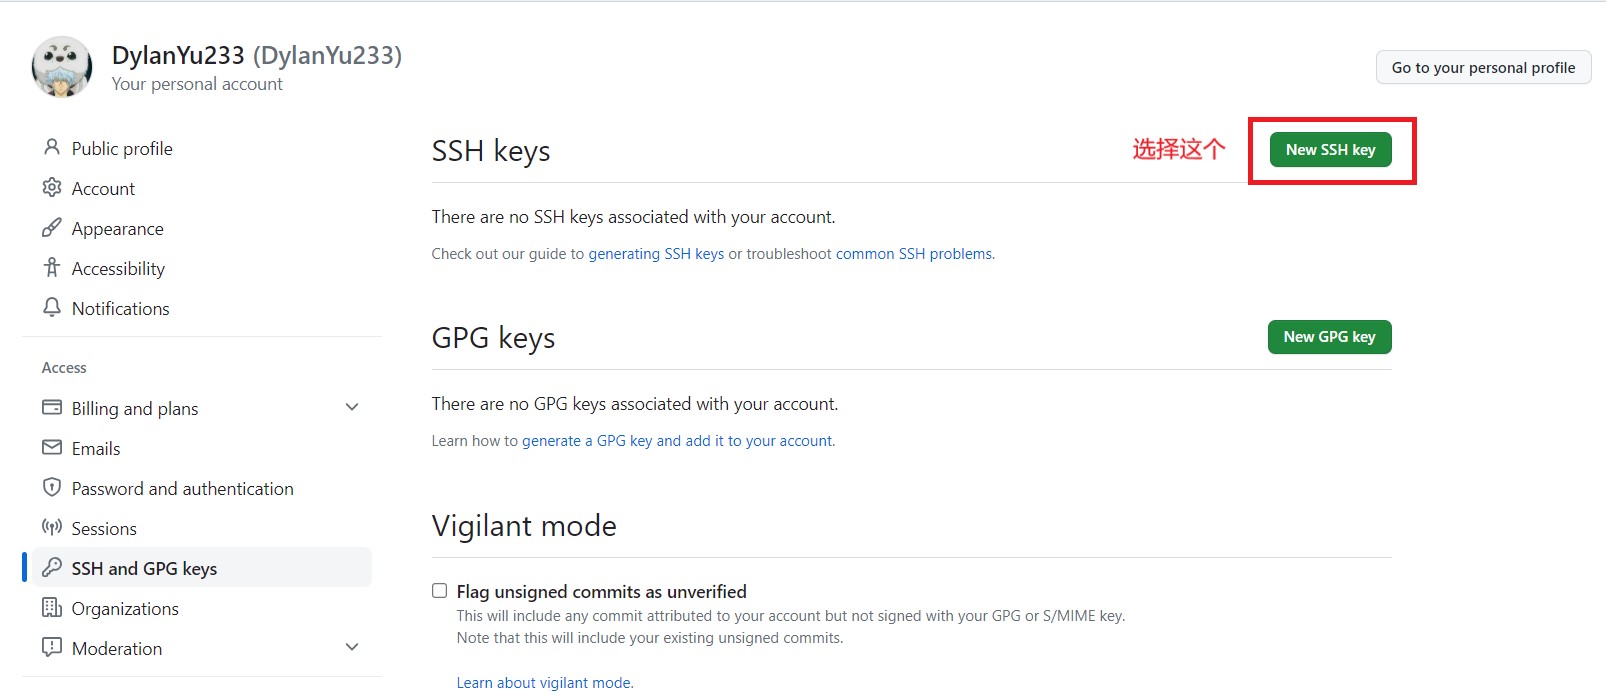 DylanYu233 (DylanYu233)
Your personal account
Go to your personal profile
Public profile
Account
Appearance
Accessibility
Notifications
Access
Billing and plans
Emails
Password and authentication
Sessions
SSH and GPG keys
Organizations
Moderation
SSH keys
选择这个
New SSH key
There are no SSH keys associated with your account.
Check out our guide to generating SSH keys or troubleshoot common SSH problems.
GPG keys
New GPG key
There are no GPG keys associated with your account.
Learn how to generate a GPG key and add it to your account.
Vigilant mode
Flag unsigned commits as unverified
This will include any commit attributed to your account but not signed with your GPG or S/MIME key.
Note that this will include your existing unsigned commits.
Learn about vigilant mode.